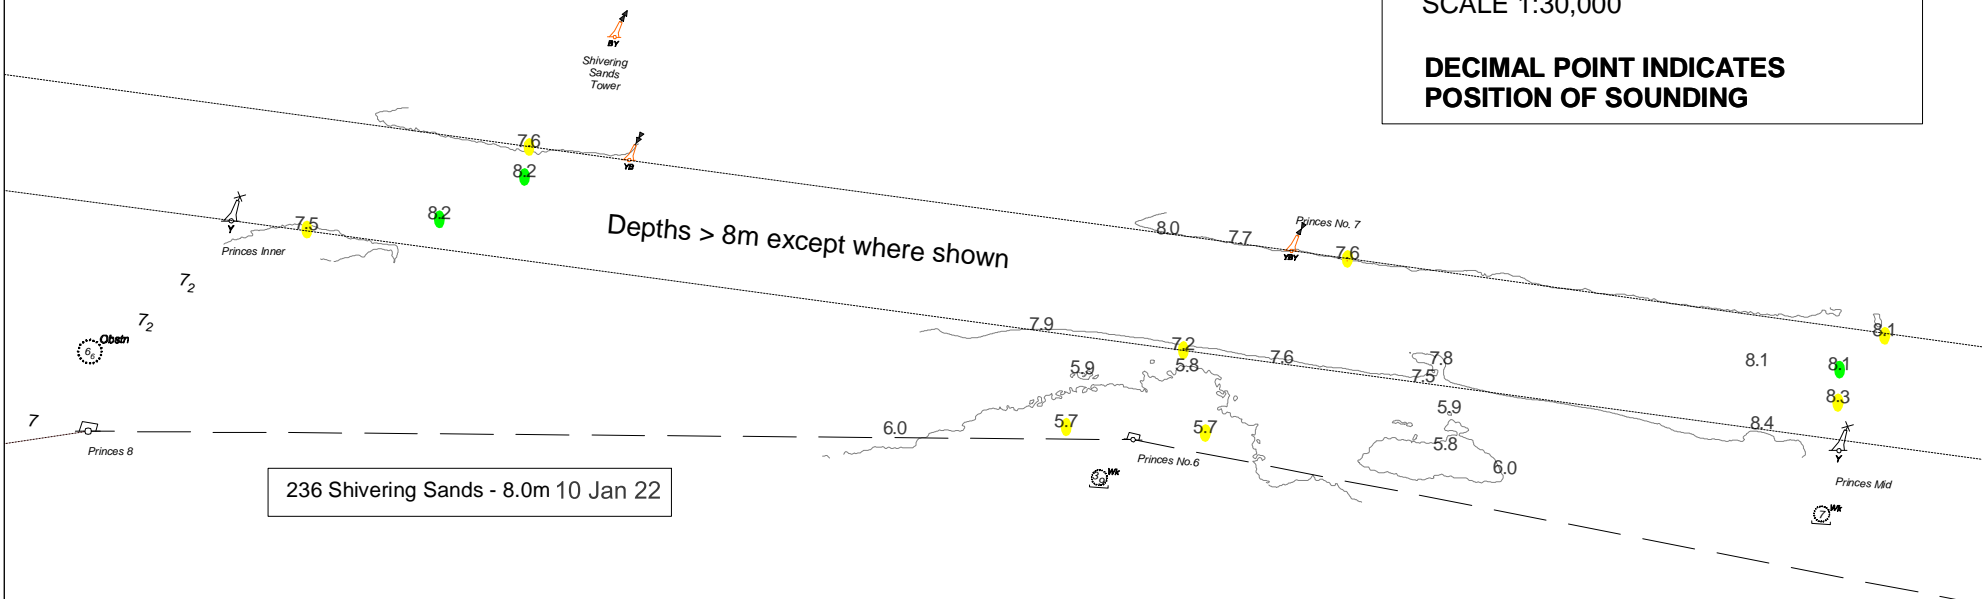 SCALE 1:30,000
DECIMAL POINT INDICATES
POSITION OF SOUNDING
BY
Shivering
Sands
Tower
7.6
YB
8.2
8.2
Y
7.5
Princes Inner
Depths > 8m except where shown
8.0
7.7
Princes No. 7
YBY
7.6
7₂
7₂
Obstn
6₆
7.9
7.2
7.6
7.8
7.5
5.9
5.8
8.1
8.1
8.1
8.3
5.9
8.4
5.8
6.0
Y
7
Princes 8
6.0
5.7
5.7
Princes No.6
Wk
Princes Mid
7
Wk
236 Shivering Sands - 8.0m 10 Jan 22